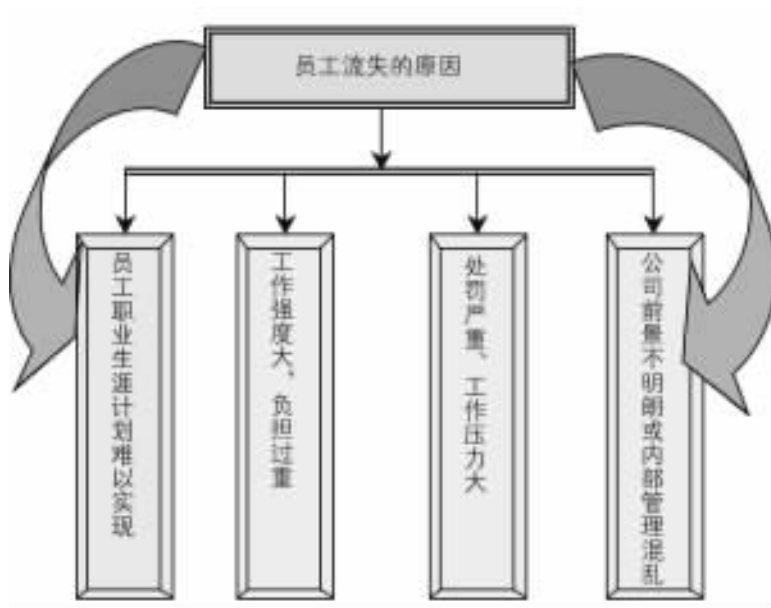 员工流失的原因
员工职业生涯计划难以实现
工作强度大、负担过重
处罚严重、工作压力大
公司前景不明朗或内部管理混乱